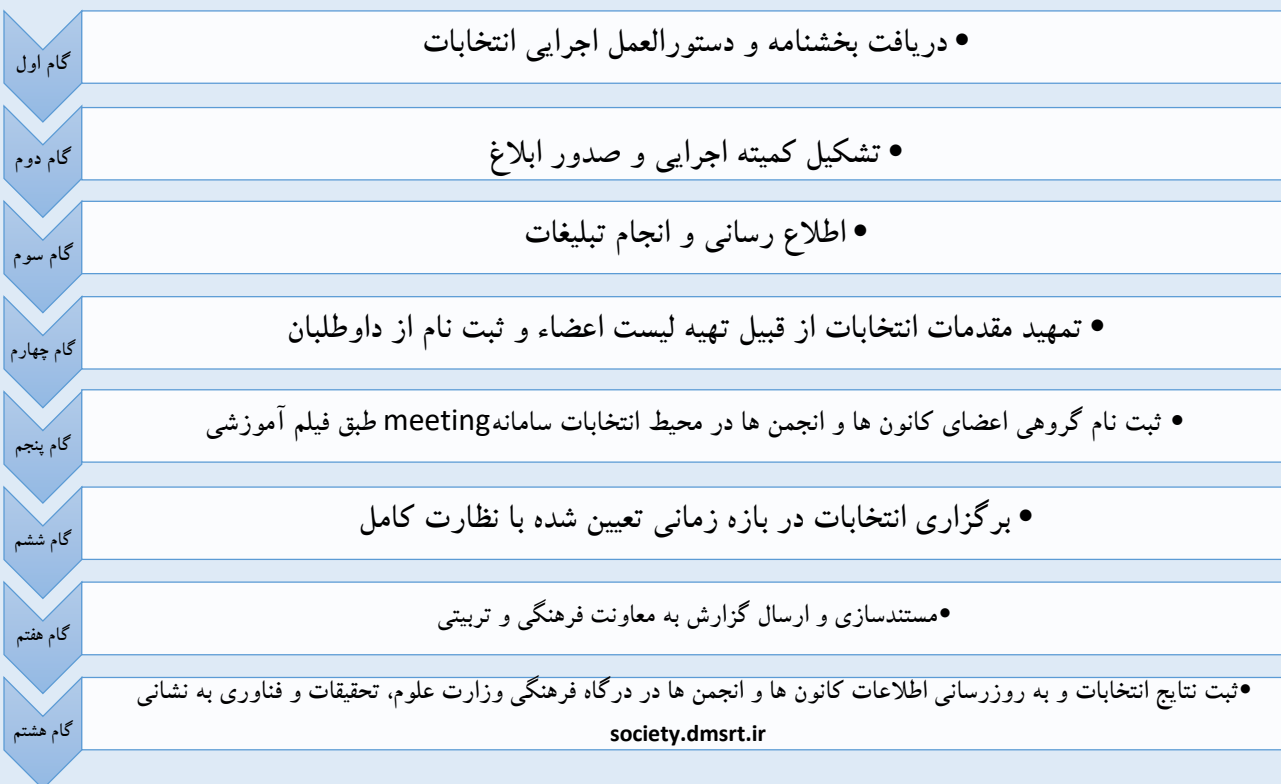 گام اول
• دریافت بخشنامه و دستورالعمل اجرایی انتخابات
گام دوم
• تشکیل کمیته اجرایی و صدور ابلاغ
گام سوم
• اطلاع رسانی و انجام تبلیغات
گام چهارم
• تمهید مقدمات انتخابات از قبیل تهیه لیست اعضاء و ثبت نام از داوطلبان
گام پنجم
• ثبت نام گروهی اعضای کانون ها و انجمن ها در محیط انتخابات سامانهmeeting طبق فیلم آموزشی
گام ششم
• برگزاری انتخابات در بازه زمانی تعیین شده با نظارت کامل
گام هفتم
•مستندسازی و ارسال گزارش به معاونت فرهنگی و تربیتی
گام هشتم
•ثبت نتایج انتخابات و به روزرسانی اطلاعات کانون ها و انجمن ها در درگاه فرهنگی وزارت علوم، تحقیقات و فناوری به نشانی
society.dmsrt.ir